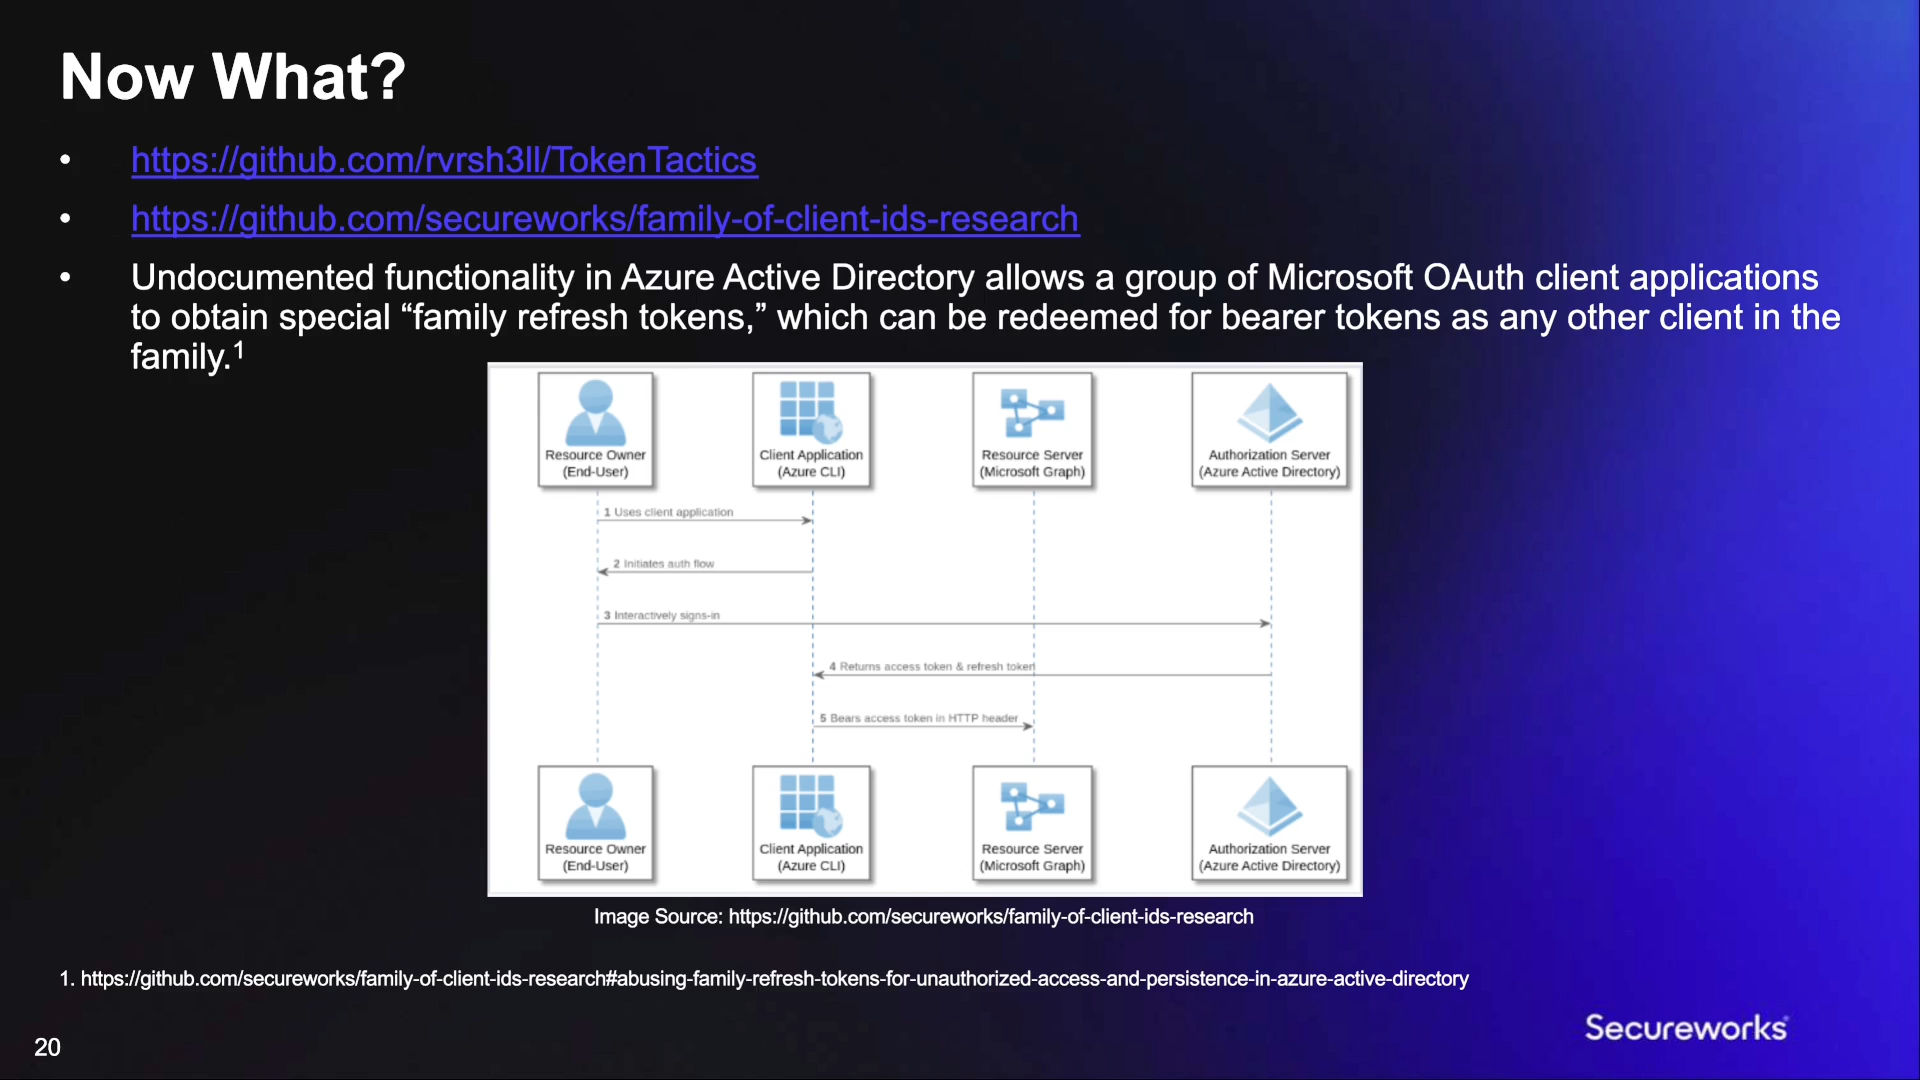 Now What?
• https://github.com/rvrsh3ll/TokenTactics
• https://github.com/secureworks/family-of-client-ids-research
• Undocumented functionality in Azure Active Directory allows a group of Microsoft OAuth client applications
to obtain special “family refresh tokens,” which can be redeemed for bearer tokens as any other client in the
family.1
Resource Owner
(End-User)
Client Application
(Azure CLI)
Resource Server
(Microsoft Graph)
Authorization Server
(Azure Active Directory)
1 Uses client application
2 Initiates auth flow
3 Interactively signs-in
4 Returns access token & refresh token
5 Bears access token in HTTP header
Resource Owner
(End-User)
Client Application
(Azure CLI)
Resource Server
(Microsoft Graph)
Authorization Server
(Azure Active Directory)
Image Source: https://github.com/secureworks/family-of-client-ids-research
1. https://github.com/secureworks/family-of-client-ids-research#abusing-family-refresh-tokens-for-unauthorized-access-and-persistence-in-azure-active-directory
Secureworks
20